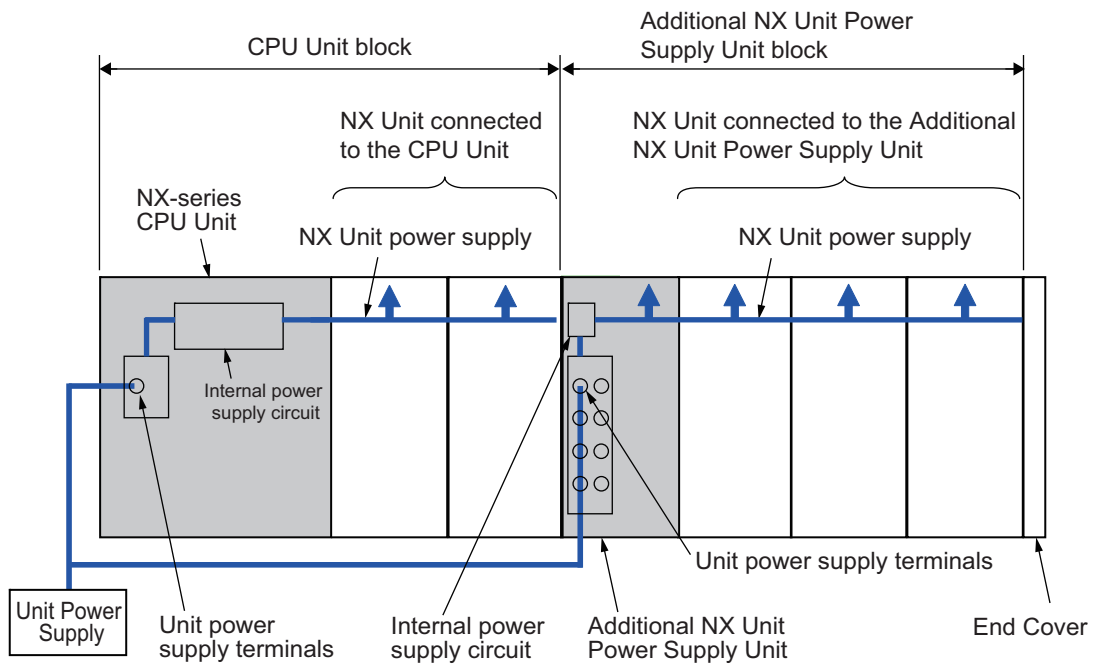 Additional NX Unit Power
Supply Unit block
CPU Unit block
NX Unit connected
to the CPU Unit
NX Unit connected to the Additional
NX Unit Power Supply Unit
NX-series
CPU Unit
NX Unit power supply
NX Unit power supply
Internal power
supply circuit
Unit power supply terminals
Unit Power
Supply
Unit power
supply terminals
Internal power
supply circuit
Additional NX Unit
Power Supply Unit
End Cover